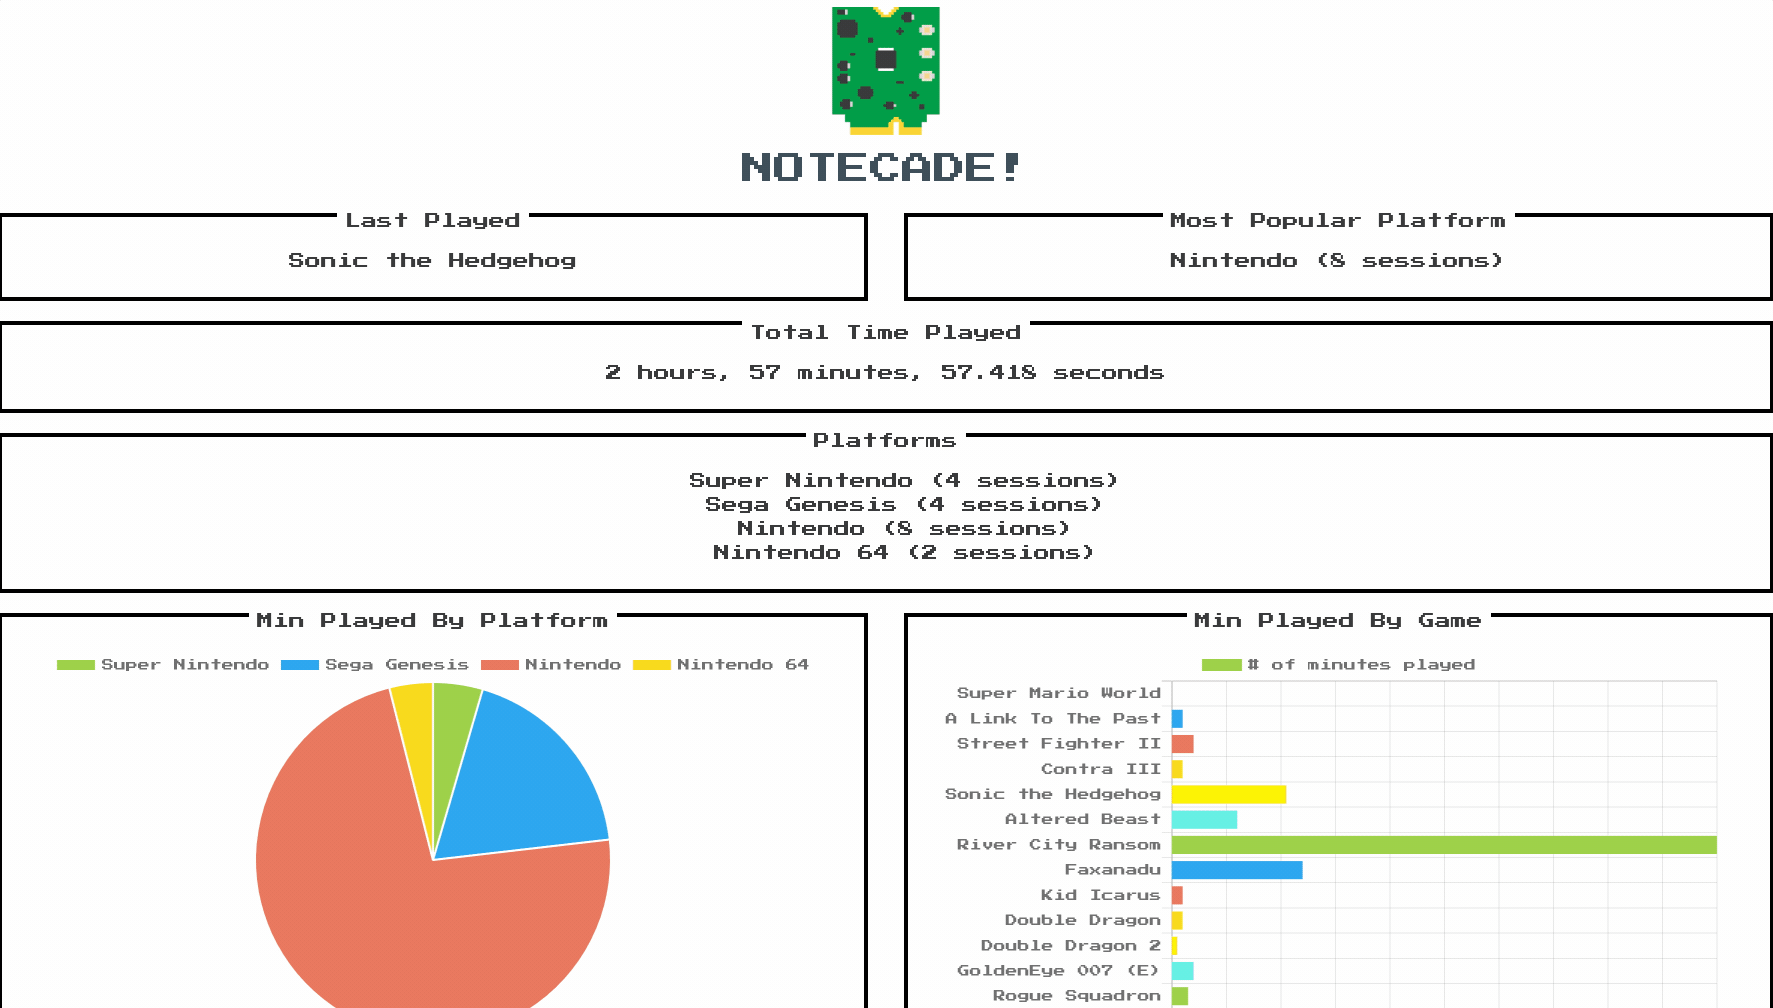 NOTECADE!
Last Played
Sonic the Hedgehog
Most Popular Platform
Nintendo (8 sessions)
Total Time Played
2 hours, 57 minutes, 57.418 seconds
Platforms
Super Nintendo (4 sessions)
Sega Genesis (4 sessions)
Nintendo (8 sessions)
Nintendo 64 (2 sessions)
Min Played By Platform
Super Nintendo Sega Genesis Nintendo Nintendo 64
Min Played By Game
# of minutes played
Super Mario World
A Link To The Past
Street Fighter II
Contra III
Sonic the Hedgehog
Altered Beast
River City Ransom
Faxanadu
Kid Icarus
Double Dragon
Double Dragon 2
GoldenEye 007 (E)
Rogue Squadron